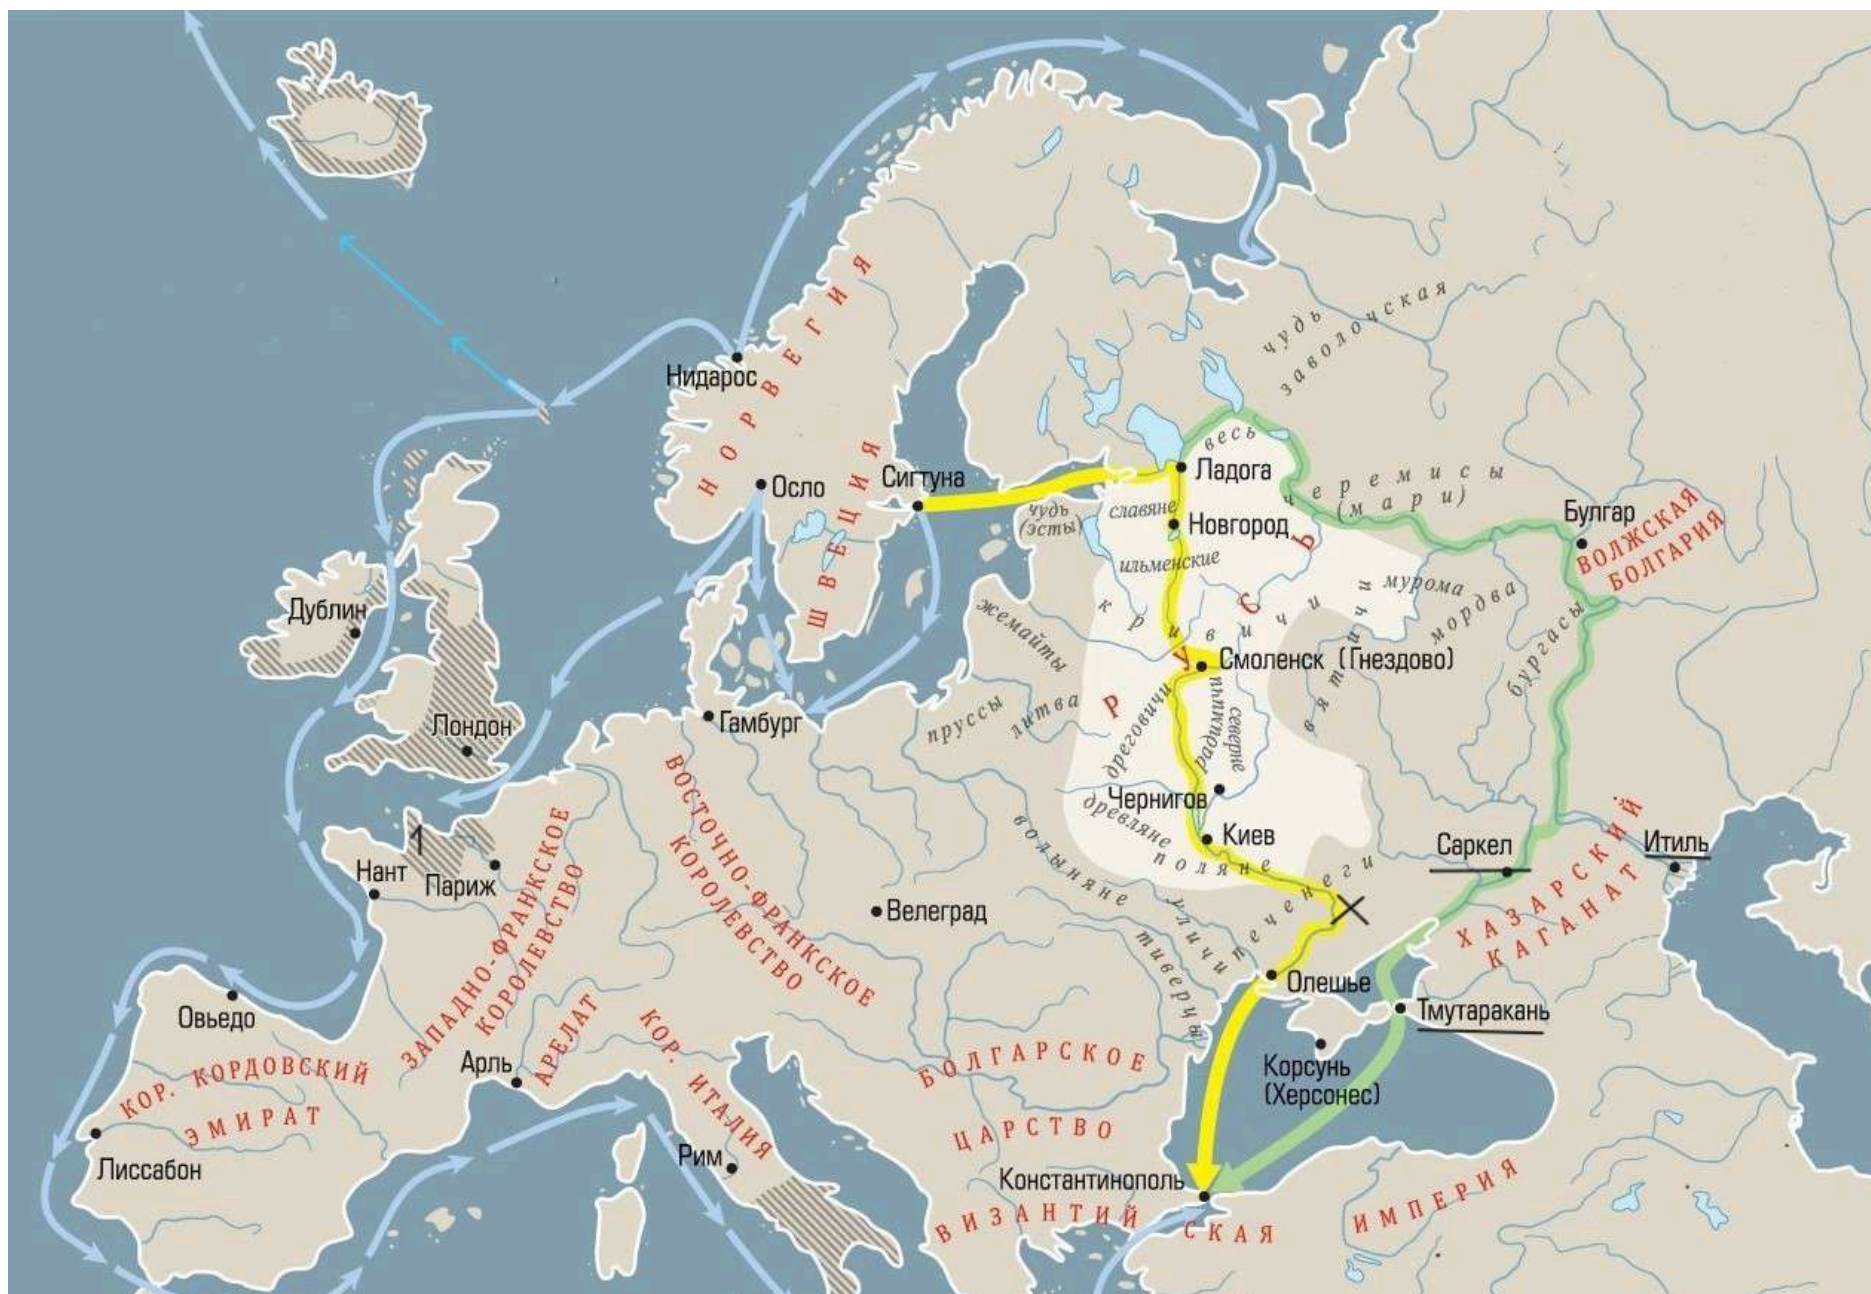 Нидарос
НОРВЕГИЯ
ШВЕЦИЯ
Осло
Сигтуна
чудь
заволочская
весь
Ладога
черемисы
(мари)
чудь
(эсты)
славяне
Новгород
ильменские
Булгар
ВОЛЖСКАЯ
БОЛГАРИЯ
мурома
мордва
буртасы
кривичи
вятичи
РУСЬ
жемайты
Дублин
Смоленск (Гнездово)
пруссы
литва
дреговичи
радимичи
северяне
Лондон
Гамбург
Чернигов
древляне
Киев
поляне
волыняне
уличи
тиверцы
печенеги
1
Нант
Париж
ЗАПАДНО-ФРАНКСКОЕ
КОРОЛЕВСТВО
ВОСТОЧНО-ФРАНКСКОЕ
КОРОЛЕВСТВО
Велеград
Саркел
Итиль
ХАЗАРСКИЙ
КАГАНАТ
Олешье
Тмутаракань
Корсунь
(Херсонес)
Овьедо
КОР. КОРДОВСКИЙ
ЭМИРАТ
Лиссабон
Арль
АРЕЛАТ
КОР. ИТАЛИЯ
Рим
БОЛГАРСКОЕ
ЦАРСТВО
Константинополь
ВИЗАНТИЙСКАЯ ИМПЕРИЯ